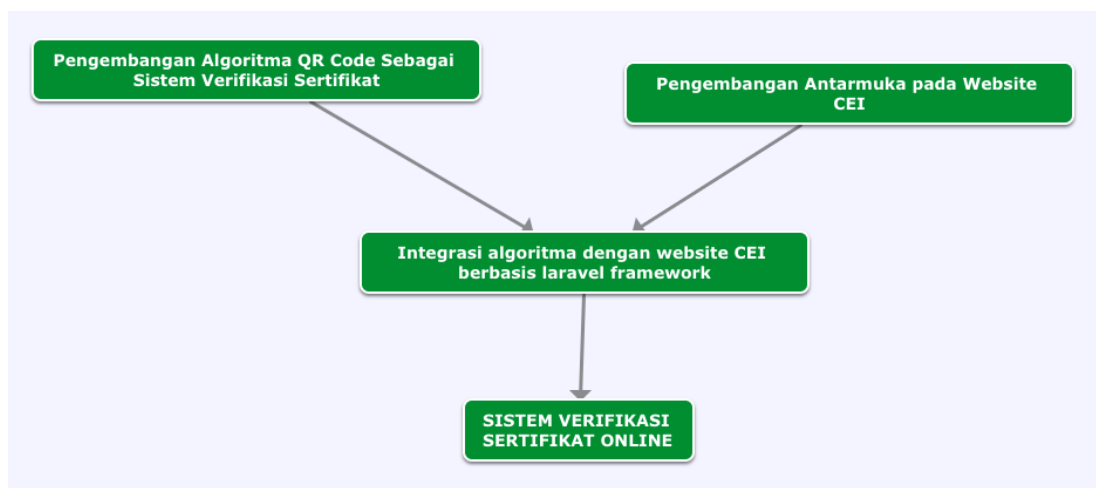 Pengembangan Algoritma QR Code Sebagai
Sistem Verifikasi Sertifikat
Pengembangan Antarmuka pada Website
CEI
Integrasi algoritma dengan website CEI
berbasis laravel framework
SISTEM VERIFIKASI
SERTIFIKAT ONLINE